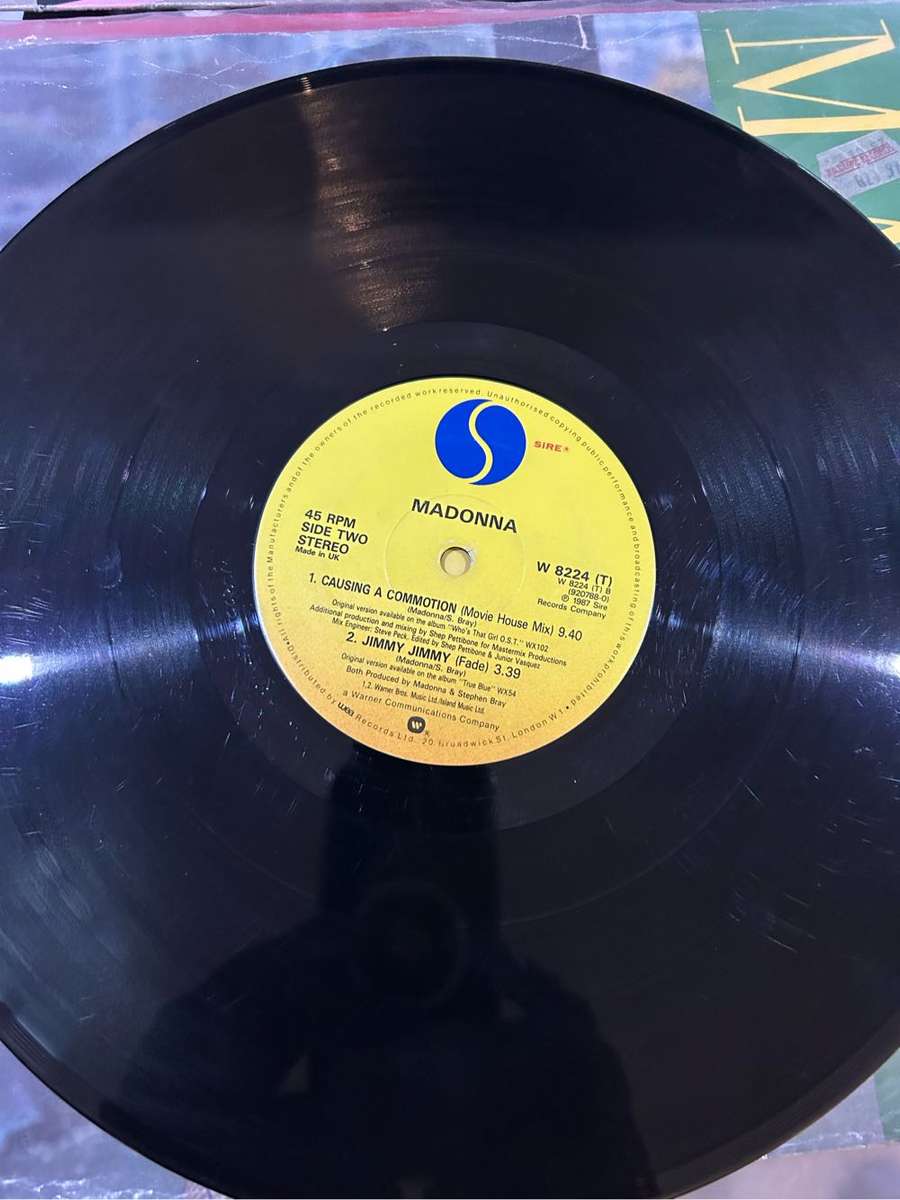 M
All rights of the Manufacturers and of the owners of the recorded work reserved. Unauthorised copying public performance and broadcasting of this work prohibited
SIRE
MADONNA
45 RPM
SIDE TWO
STEREO
Made in UK
W 8224 (T)
W 8224 (T) B
(920788-0)
℗ 1987 Sire
Records Company
1. CAUSING A COMMOTION (Movie House Mix) 9.40
(Madonna/S. Bray)
Original version available on the album "Who's That Girl O.S.T." WX102
Additional production and mixing by Shep Pettibone for Mastermix Productions
Mix Engineer: Steve Peck. Edited by Shep Pettibone & Junior Vasquez
2. JIMMY JIMMY (Fade) 3.39
(Madonna/S. Bray)
Original version available on the album "True Blue" WX54
Both Produced by Madonna & Stephen Bray
1,2. Warner Bros. Music Ltd./Island Music Ltd.
a Warner Communications Company
Distributed by wea Records Ltd. 20 Broadwick St. London W1